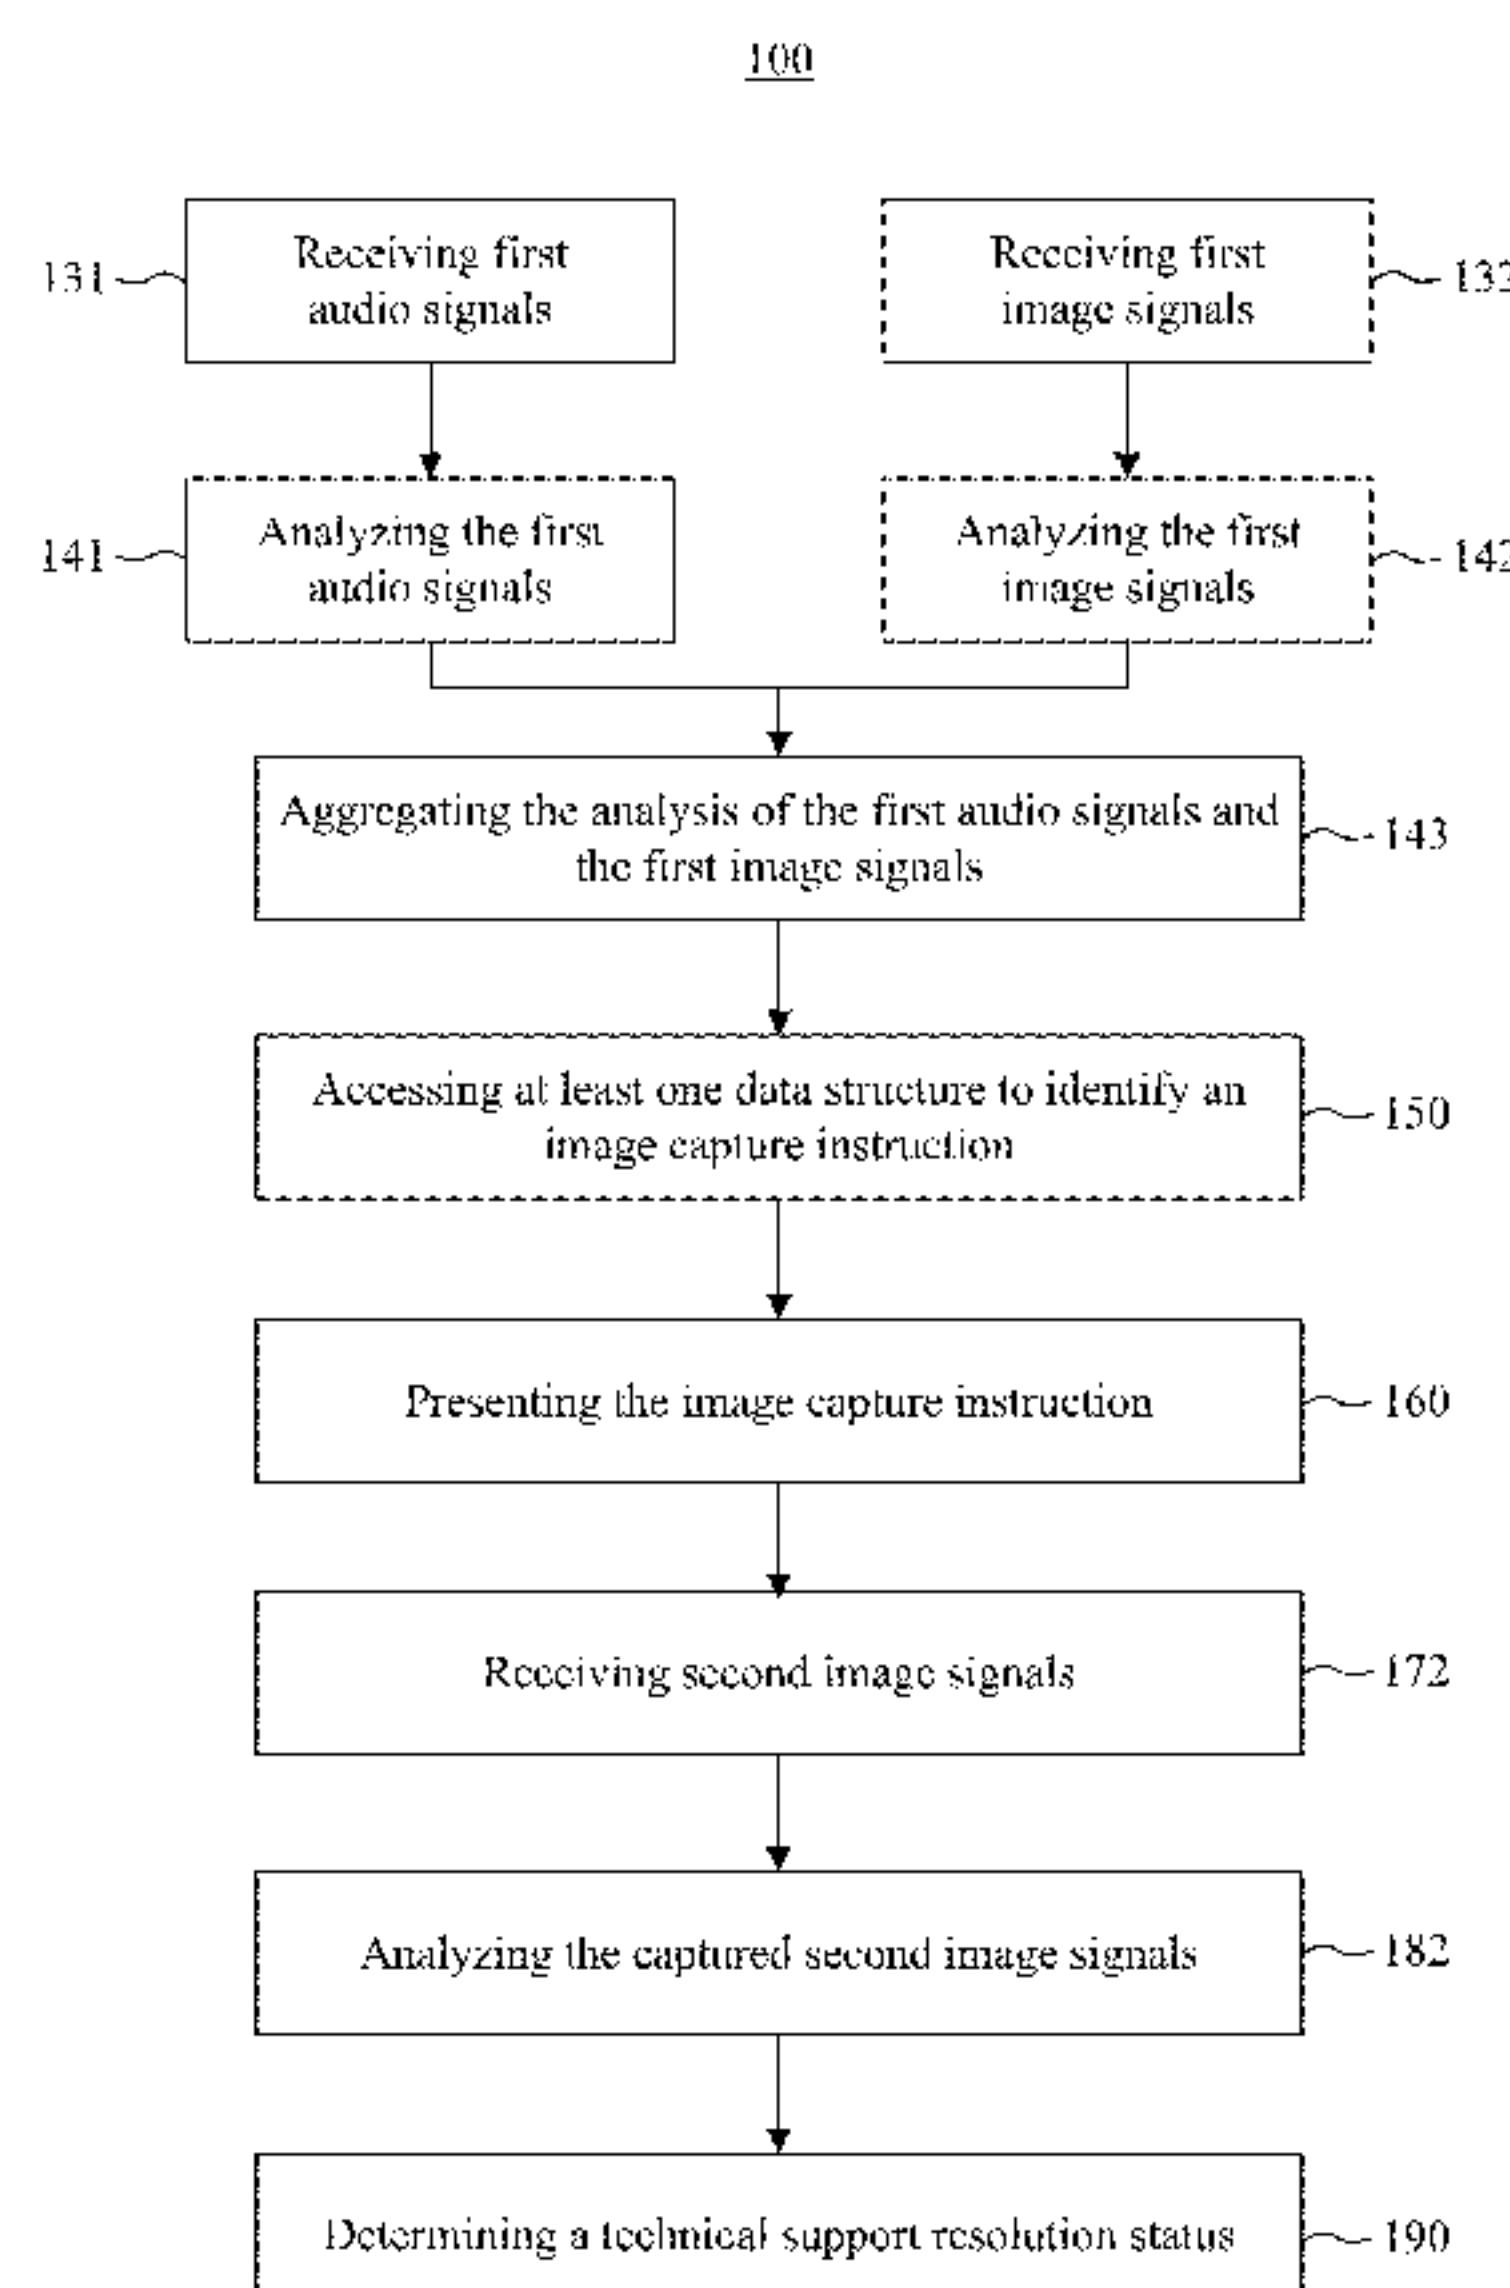 100
131
Receiving first
audio signals
Receiving first
image signals
141
Analyzing the first
audio signals
Analyzing the first
image signals
142
Aggregating the analysis of the first audio signals and
the first image signals
143
Accessing at least one data structure to identify an
image capture instruction
150
Presenting the image capture instruction
160
Receiving second image signals
172
Analyzing the captured second image signals
182
Determining a technical support resolution status
190